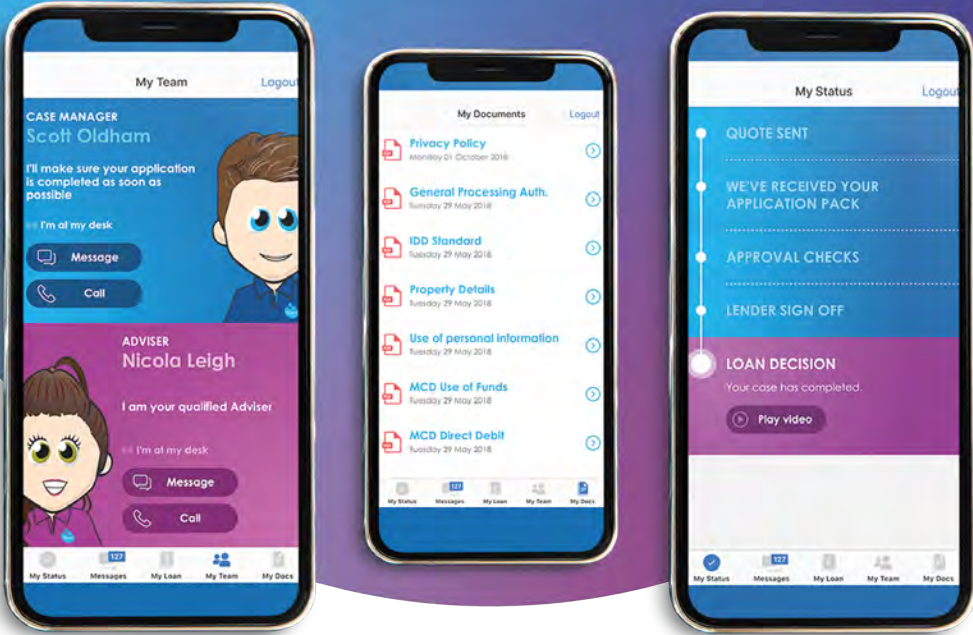 My Team
Logout
CASE MANAGER
Scott Oldham
I'll make sure your application
is completed as soon as
possible
I'm at my desk
Message
Call
ADVISER
Nicola Leigh
I am your qualified Adviser
I'm at my desk
Message
Call
127
My Status
Messages
My Loan
My Team
My Docs
My Documents
Logout
Privacy Policy
Monday 01 October 2018
General Processing Auth.
Tuesday 29 May 2018
IDD Standard
Tuesday 29 May 2018
Property Details
Tuesday 29 May 2018
Use of personal information
Tuesday 29 May 2018
MCD Use of Funds
Tuesday 29 May 2018
MCD Direct Debit
Tuesday 29 May 2018
127
My Status
Messages
My Loan
My Team
My Docs
My Status
Logout
QUOTE SENT
WE'VE RECEIVED YOUR
APPLICATION PACK
APPROVAL CHECKS
LENDER SIGN OFF
LOAN DECISION
Your case has completed.
Play video
127
My Status
Messages
My Loan
My Team
My Docs